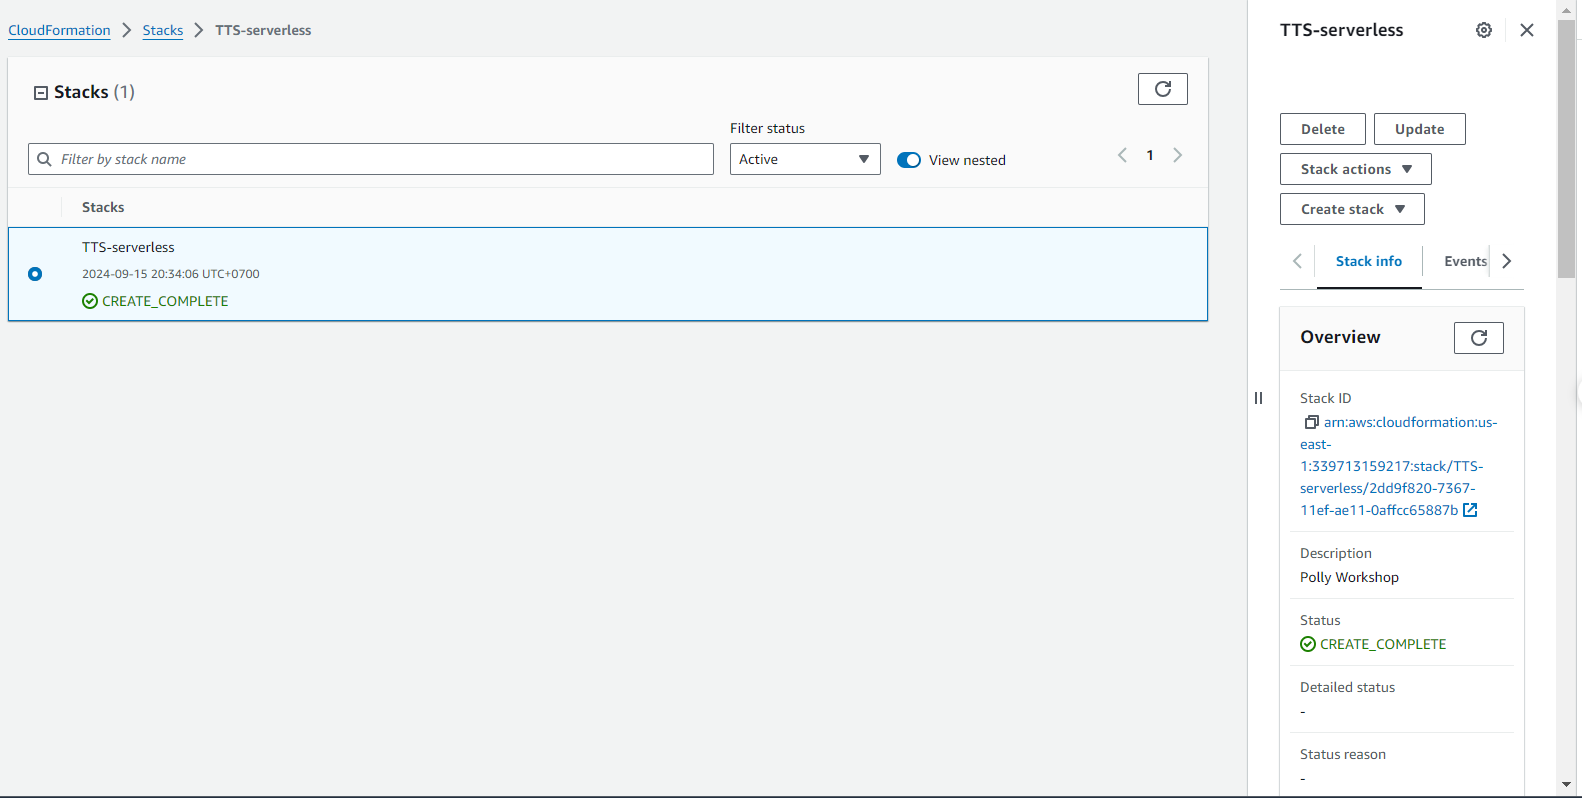 CloudFormation > Stacks > TTS-serverless
Stacks (1)
Filter by stack name
Filter status
Active
View nested
1
Stacks
TTS-serverless
2024-09-15 20:34:06 UTC+0700
CREATE_COMPLETE
TTS-serverless
Delete
Update
Stack actions
Create stack
Stack info
Events
Overview
Stack ID
arn:aws:cloudformation:us-
east-
1:339713159217:stack/TTS-
serverless/2dd9f820-7367-
11ef-ae11-0affcc65887b
Description
Polly Workshop
Status
CREATE_COMPLETE
Detailed status
-
Status reason
-